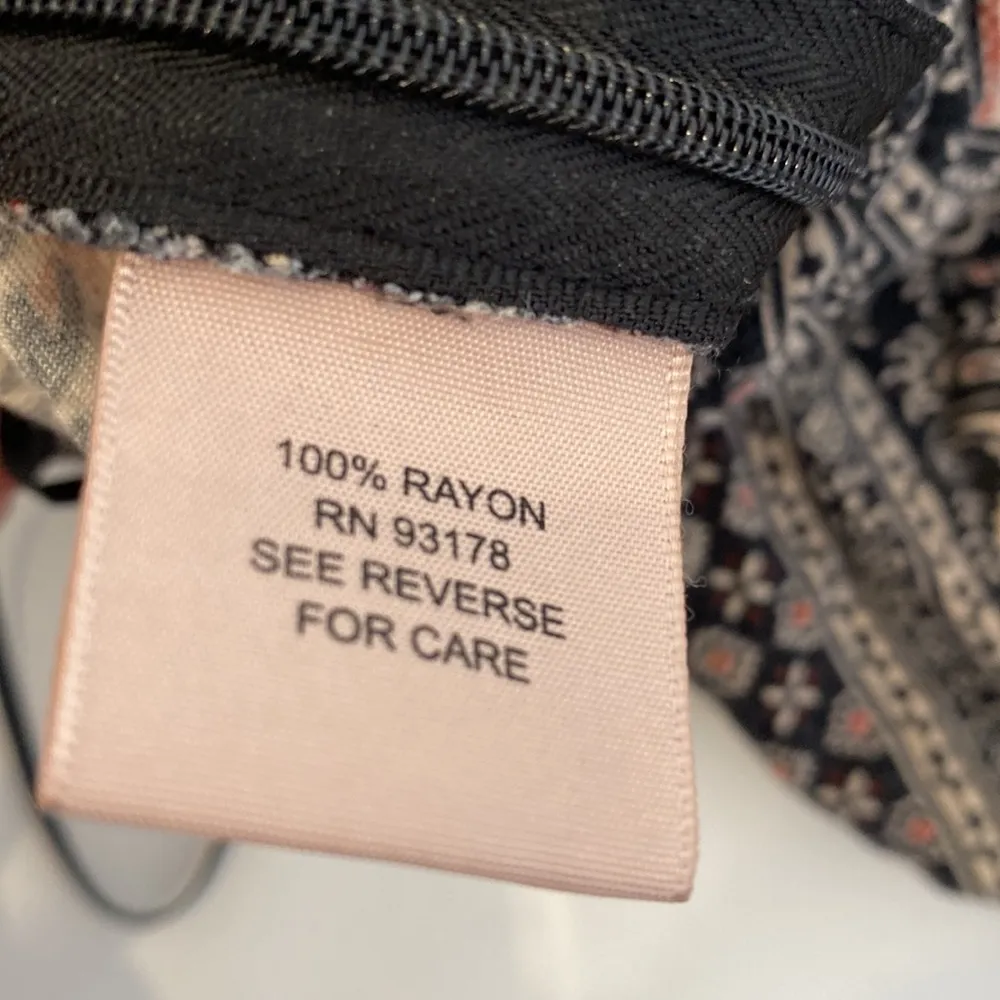 100% RAYON
RN 93178
SEE REVERSE
FOR CARE